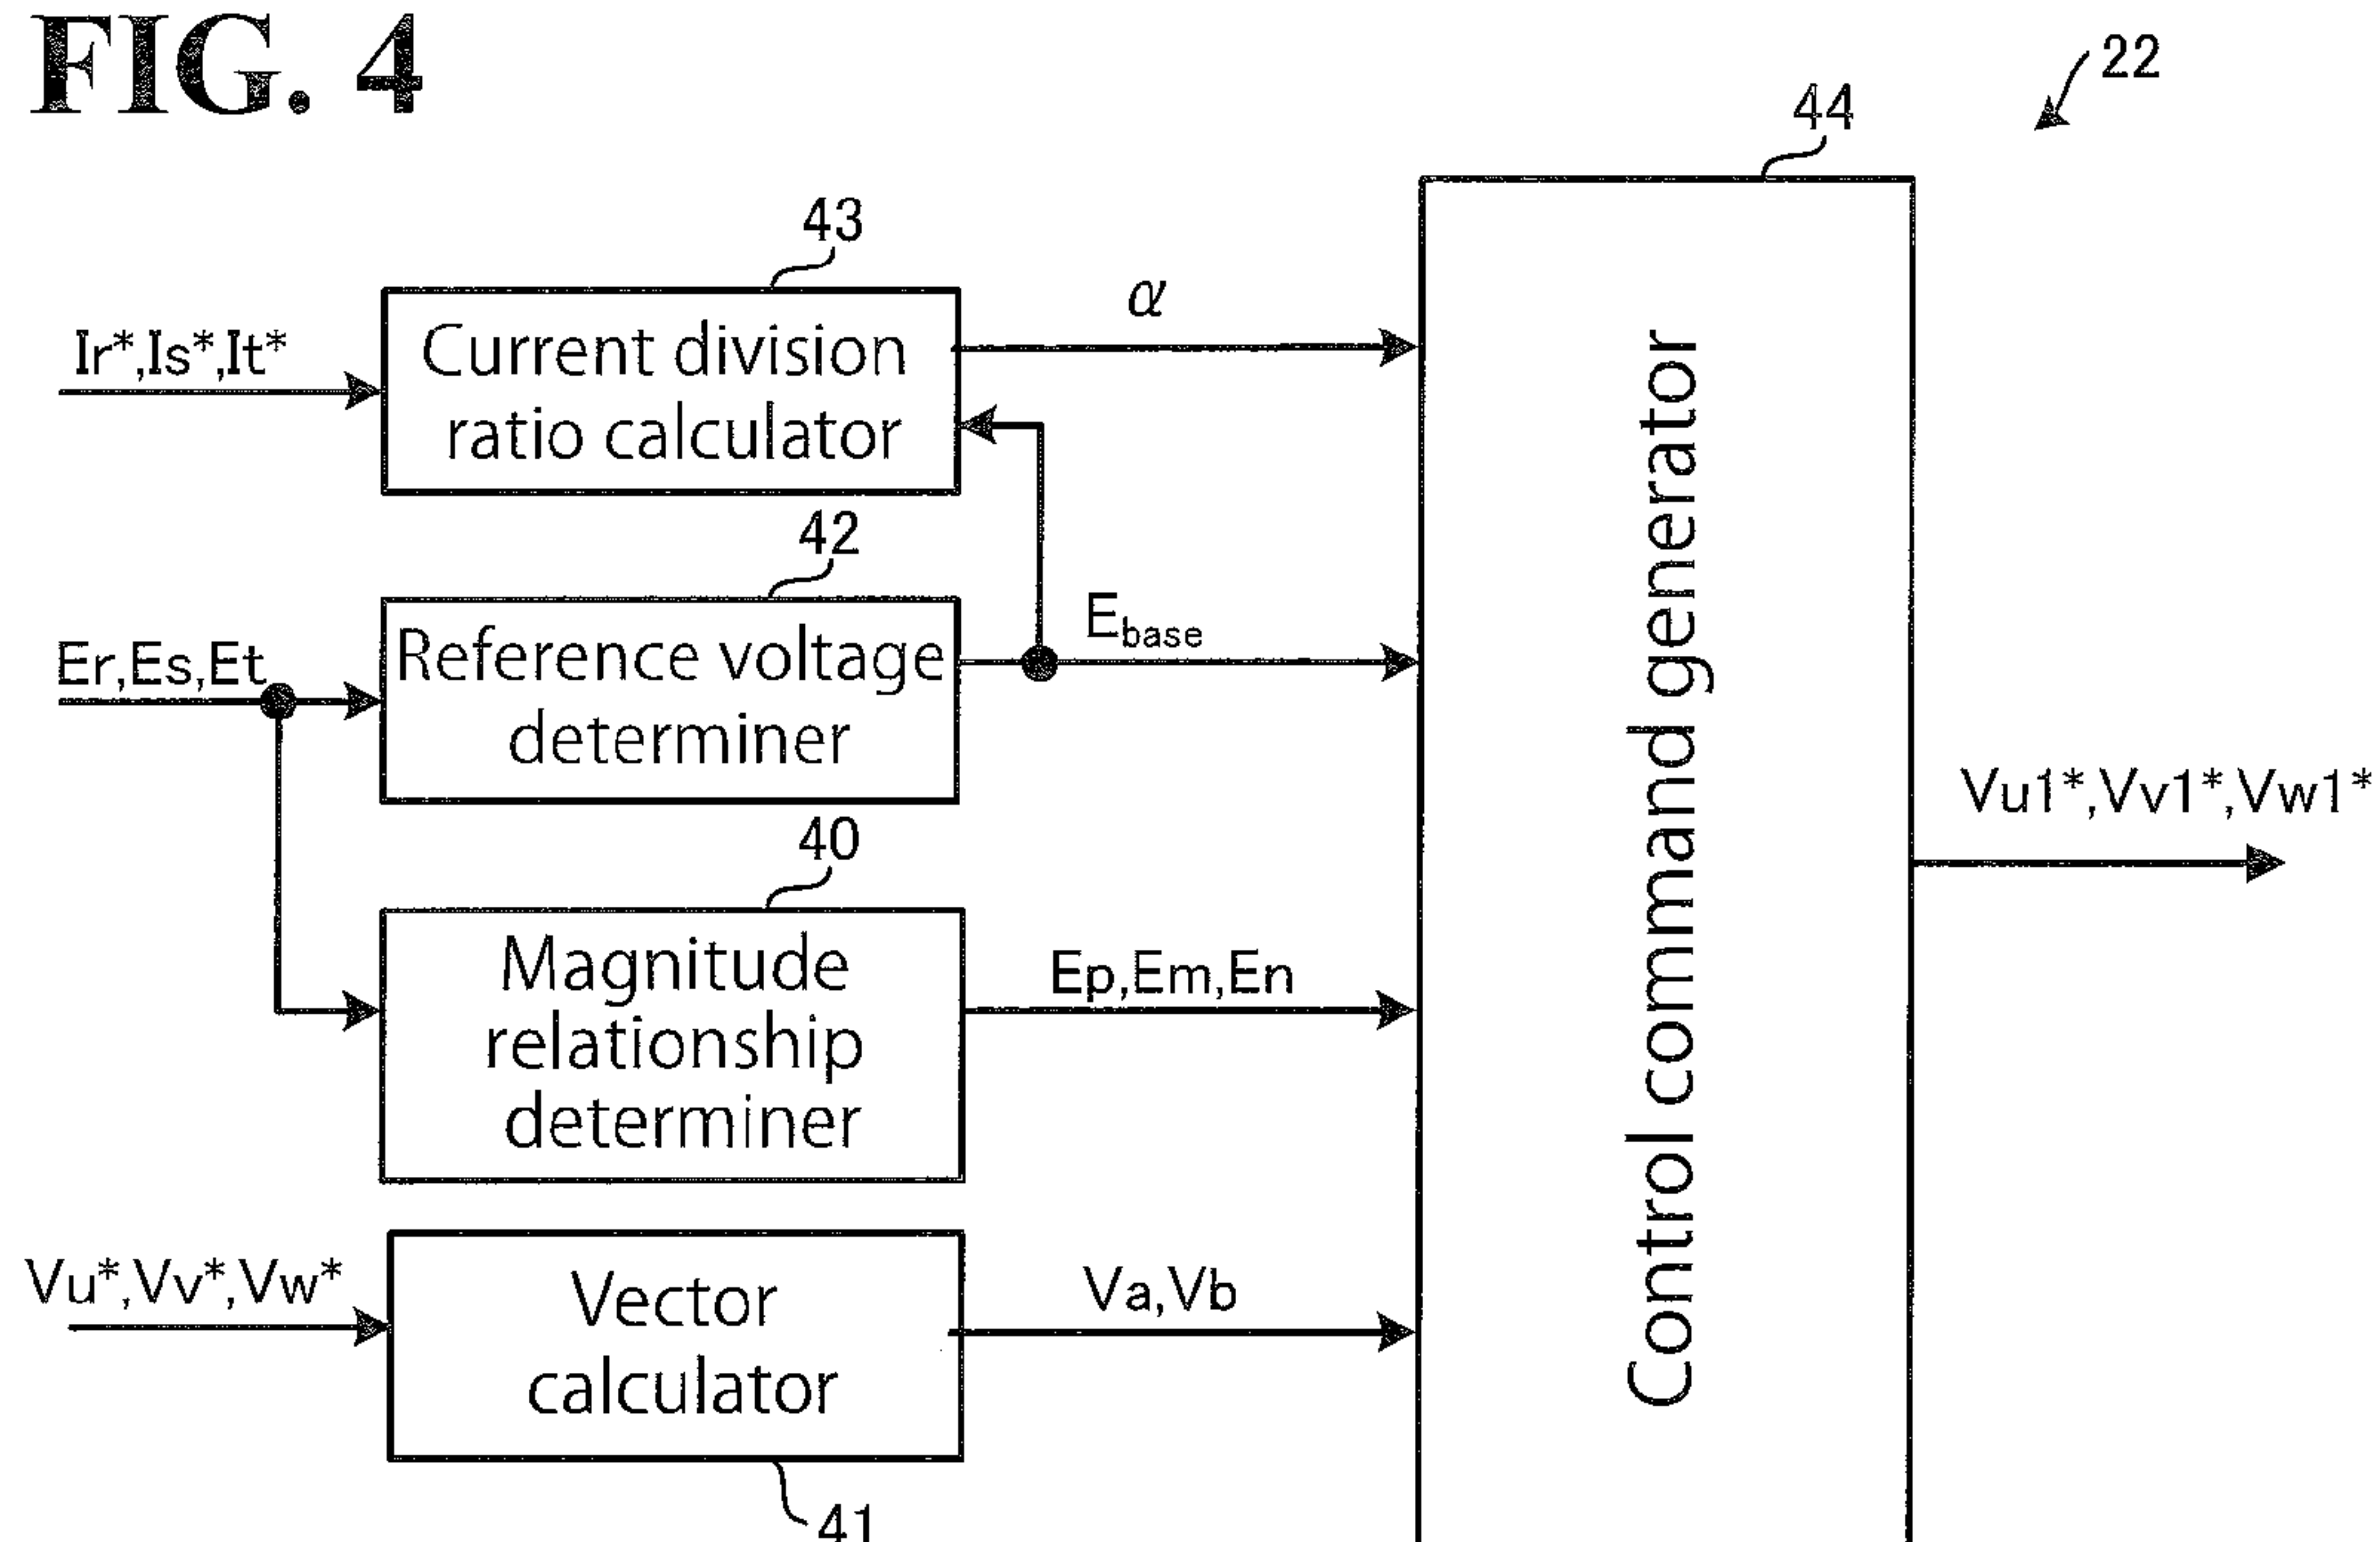 FIG. 4
22
44
43
Ir*,Is*,It*
Current division
ratio calculator
α
42
Er,Es,Et
Reference voltage
determiner
Ebase
40
Magnitude
relationship
determiner
Ep,Em,En
Vu*,Vv*,Vw*
Vector
calculator
Va,Vb
41
Control command generator
Vu1*,Vv1*,Vw1*